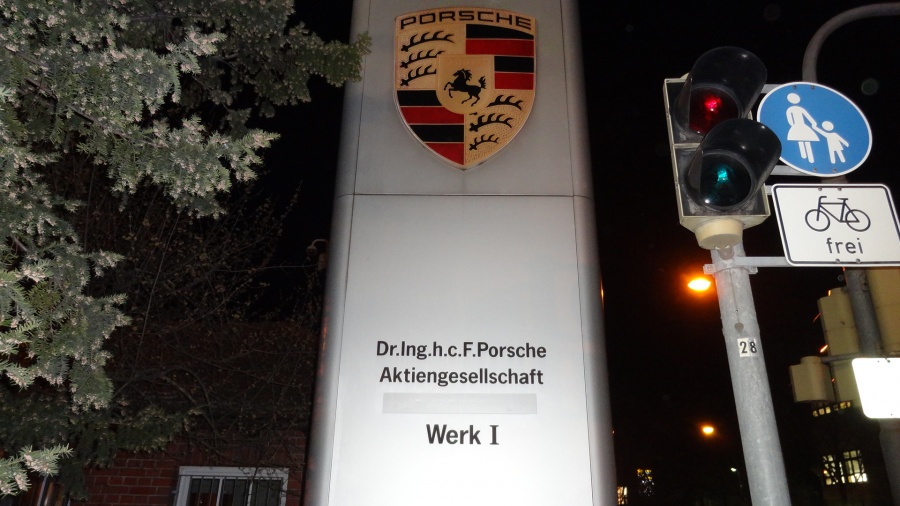 PORSCHE
Dr.Ing.h.c.F.Porsche
Aktiengesellschaft
Werk I
frei
28